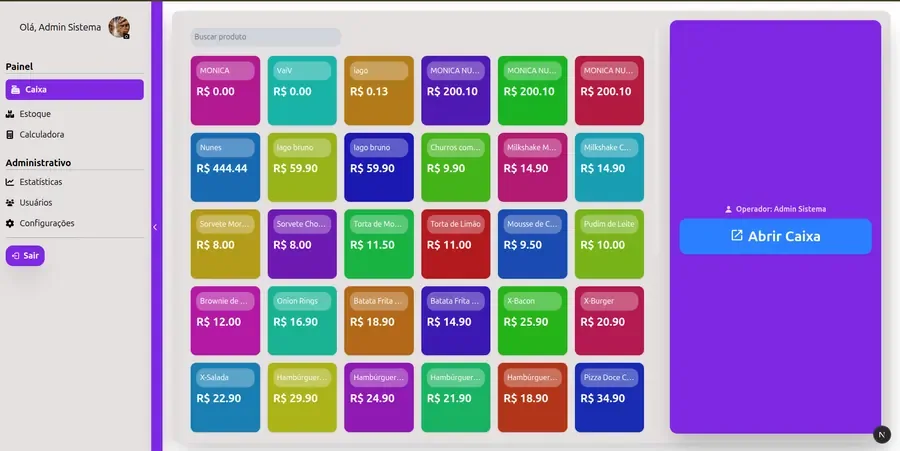 Olá, Admin Sistema
Painel
Caixa
Estoque
Calculadora
Administrativo
Estatísticas
Usuários
Configurações
Sair
Buscar produto
MONICA
R$ 0.00
ValV
R$ 0.00
Iago
R$ 0.13
MONICA NU...
R$ 200.10
MONICA NU...
R$ 200.10
MONICA NU...
R$ 200.10
Nunes
R$ 444.44
Iago bruno
R$ 59.90
Iago bruno
R$ 59.90
Churros com...
R$ 9.90
Milkshake M...
R$ 14.90
Milkshake C...
R$ 14.90
Sorvete Mor...
R$ 8.00
Sorvete Cho...
R$ 8.00
Torta de Mo...
R$ 11.50
Torta de Limão
R$ 11.00
Mousse de C...
R$ 9.50
Pudim de Leite
R$ 10.00
Brownie de ...
R$ 12.00
Onion Rings
R$ 16.90
Batata Frita ...
R$ 18.90
Batata Frita ...
R$ 14.90
X-Bacon
R$ 25.90
X-Burger
R$ 20.90
X-Salada
R$ 22.90
Hambúrguer...
R$ 29.90
Hambúrguer...
R$ 24.90
Hambúrguer...
R$ 21.90
Hambúrguer...
R$ 18.90
Pizza Doce C...
R$ 34.90
Operador: Admin Sistema
Abrir Caixa
N